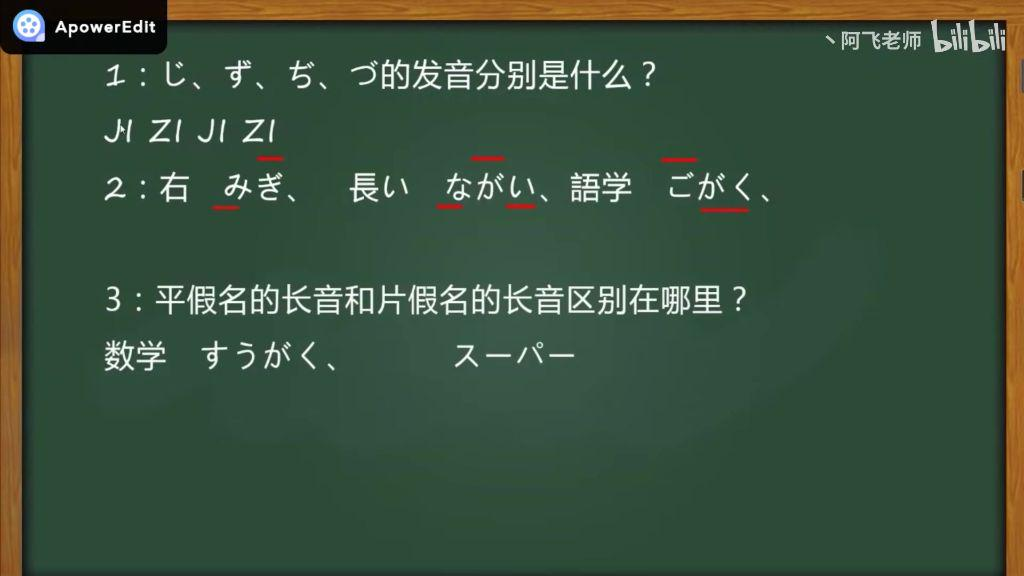 ApowerEdit
丶阿飞老师 bilibili
1：じ、ず、ぢ、づ的发音分别是什么？
JI ZI JI ZI
2：右 みぎ、 長い ながい、語学 ごがく、
3：平假名的长音和片假名的长音区别在哪里？
数学 すうがく、 スーパー